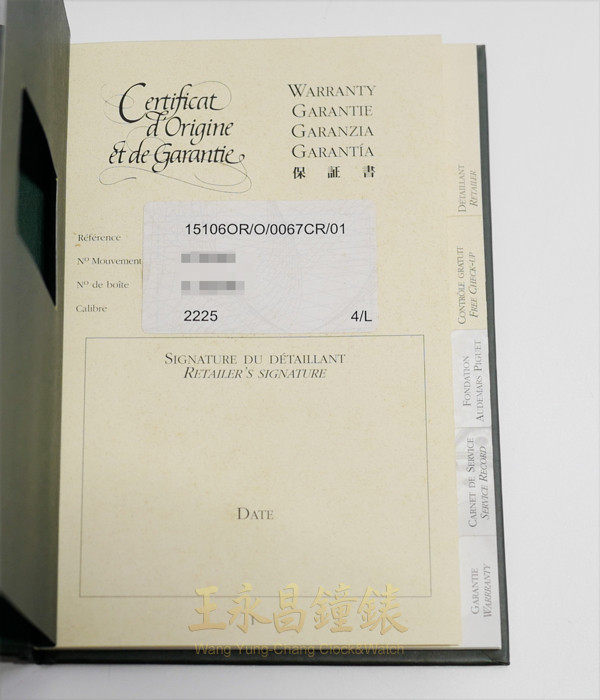 Certificat
d'Origine
et de Garantie
WARRANTY
GARANTIE
GARANZIA
GARANTÍA
保 証 書
Référence
15106OR/O/0067CR/01
Nº Mouvement
Nº de boîte
Calibre
2225
4/L
SIGNATURE DU DÉTAILLANT
RETAILER'S SIGNATURE
DATE
DÉTAILLANT
RETAILER
CONTRÔLE GRATUIT
FREE CHECK-UP
FONDATION
AUDEMARS PIGUET
CARNET DE SERVICE
SERVICE RECORD
GARANTIE
WARRANTY
王永昌鐘錶
Wang Yung-Chang Clock&Watch